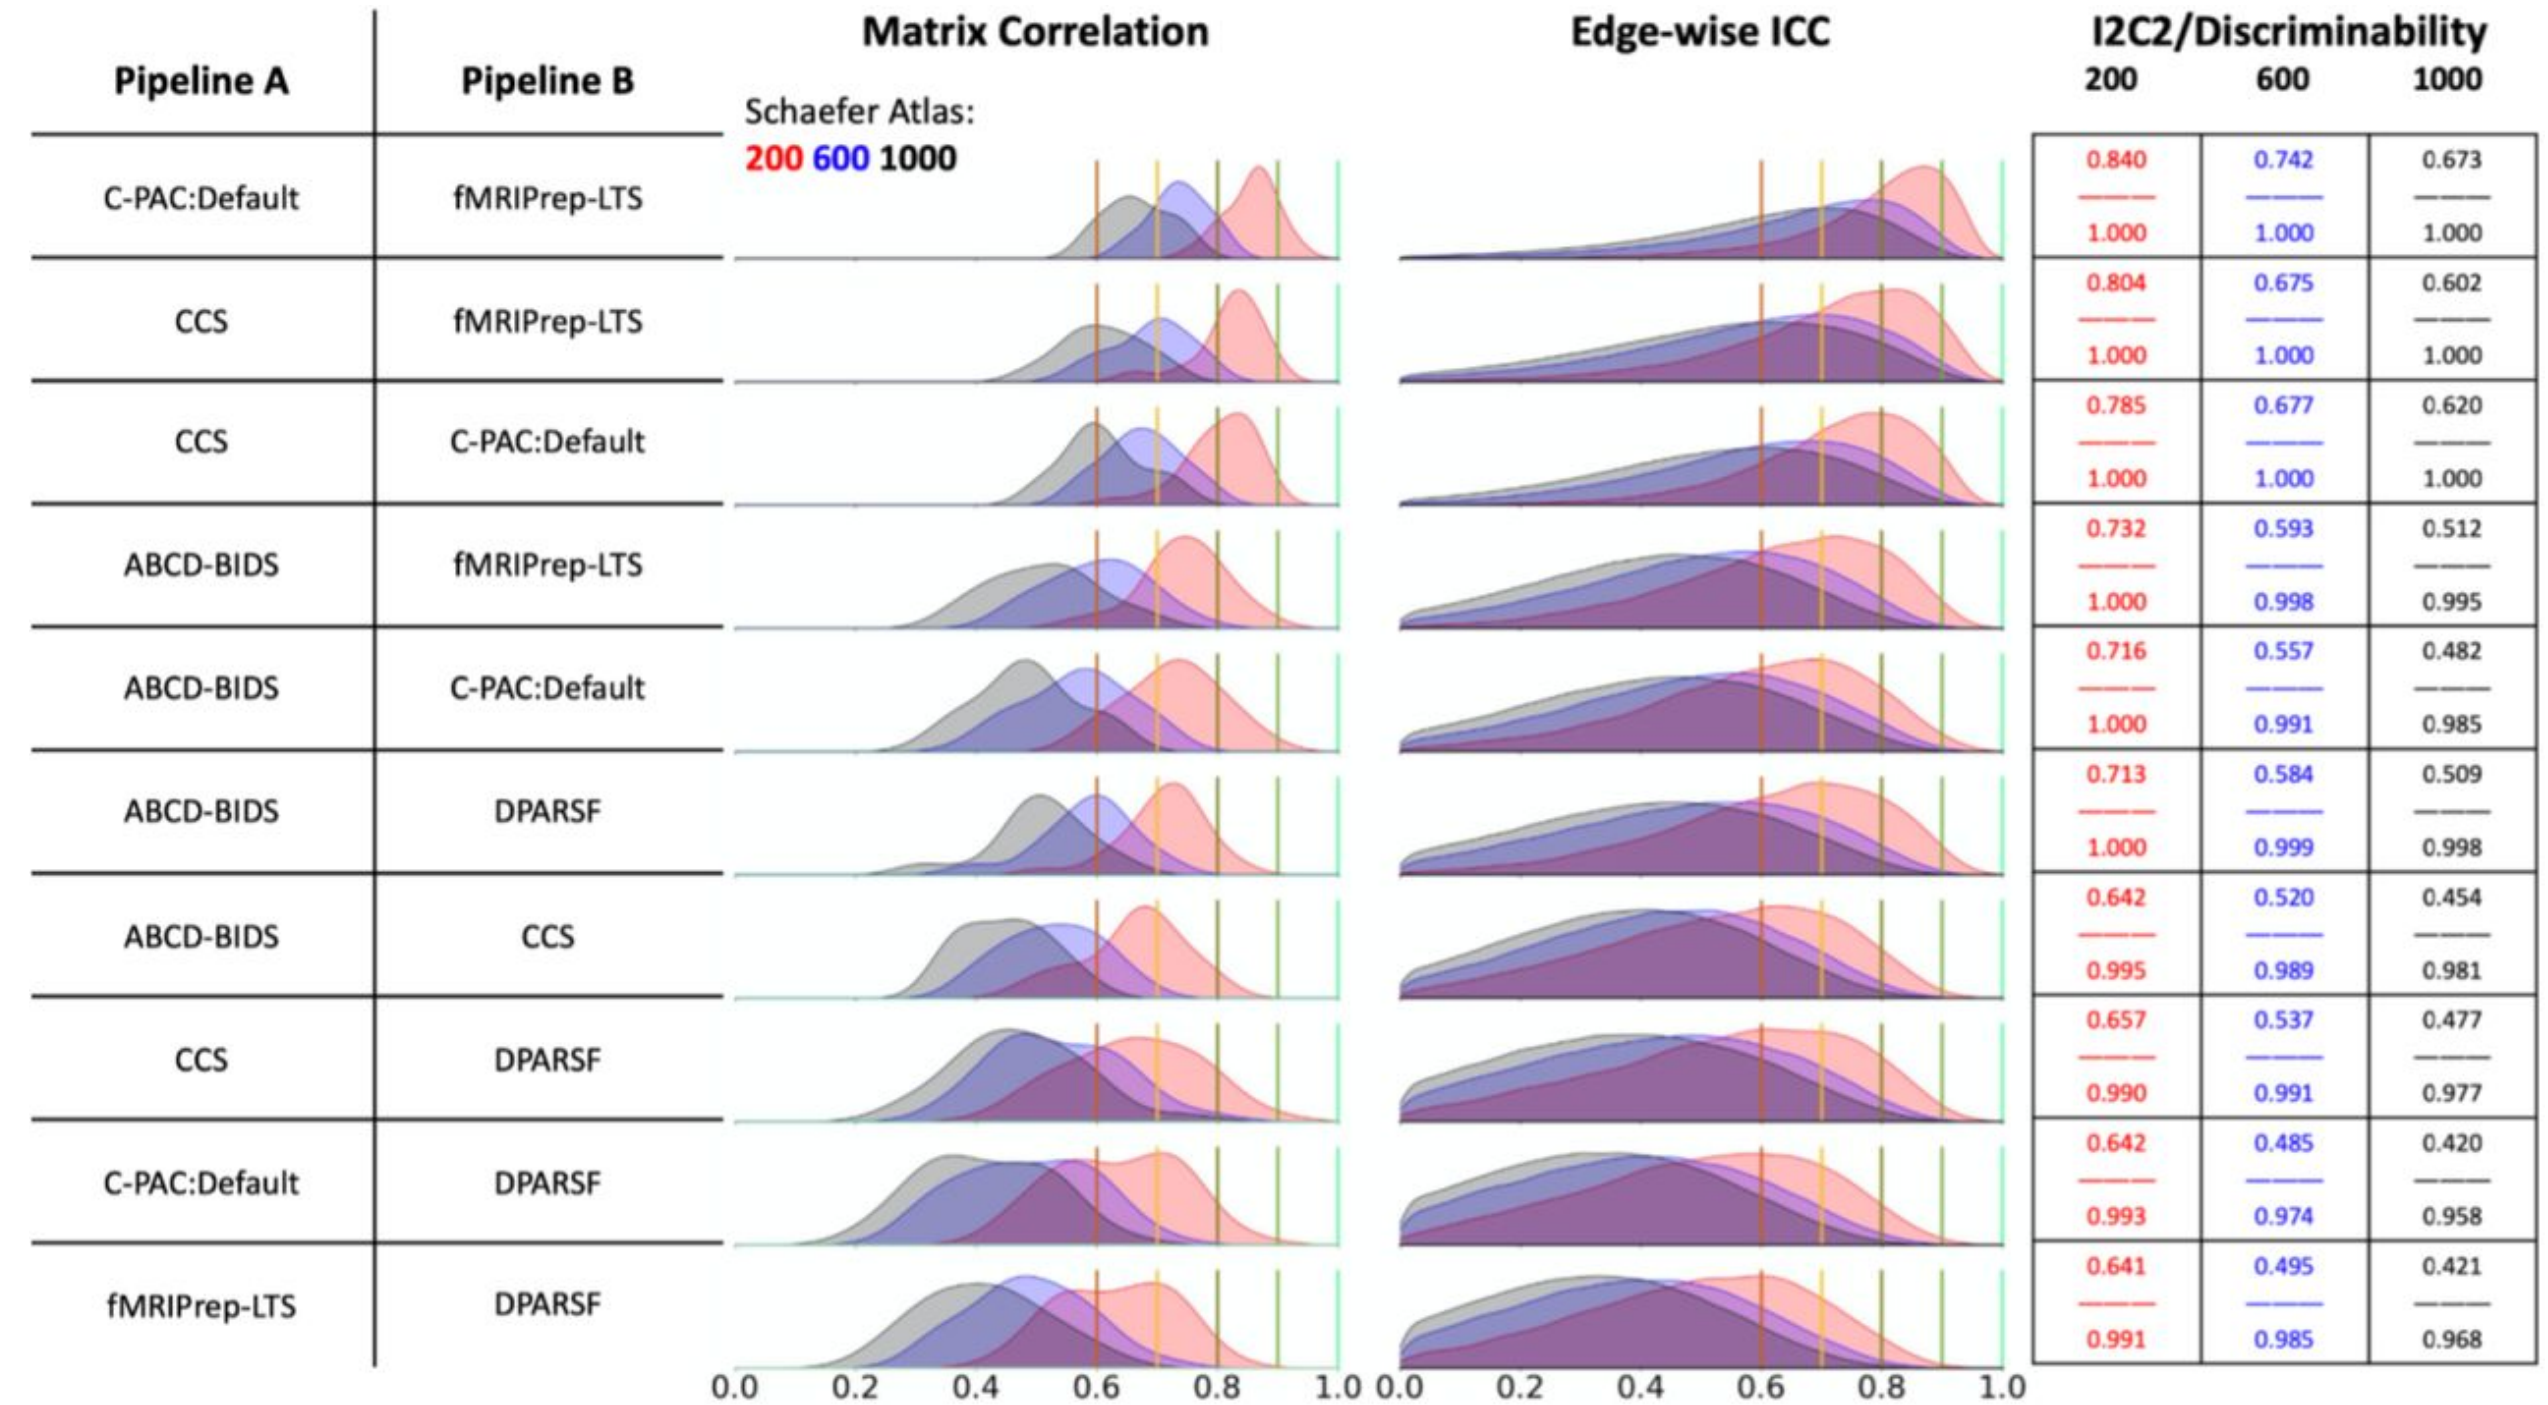 Matrix Correlation Edge-wise ICC I2C2/Discriminability
Pipeline A Pipeline B 200 600 1000
Schaefer Atlas:
200 600 1000
0.840 0.742 0.673
C-PAC:Default fMRIPrep-LTS
1.000 1.000 1.000
0.804 0.675 0.602
CCS fMRIPrep-LTS
1.000 1.000 1.000
0.785 0.677 0.620
CCS C-PAC:Default
1.000 1.000 1.000
0.732 0.593 0.512
ABCD-BIDS fMRIPrep-LTS
1.000 0.998 0.995
0.716 0.557 0.482
ABCD-BIDS C-PAC:Default
1.000 0.991 0.985
0.713 0.584 0.509
ABCD-BIDS DPARSF
1.000 0.999 0.998
0.642 0.520 0.454
ABCD-BIDS CCS
0.995 0.989 0.981
0.657 0.537 0.477
CCS DPARSF
0.990 0.991 0.977
0.642 0.485 0.420
C-PAC:Default DPARSF
0.993 0.974 0.958
0.641 0.495 0.421
fMRIPrep-LTS DPARSF
0.991 0.985 0.968
0.0 0.2 0.4 0.6 0.8 1.0 0.0 0.2 0.4 0.6 0.8 1.0